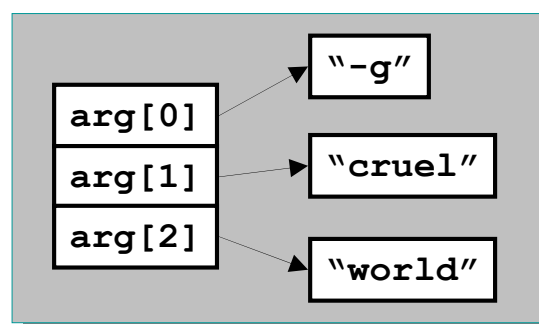 arg[0]
“-g”
arg[1]
“cruel”
arg[2]
“world”